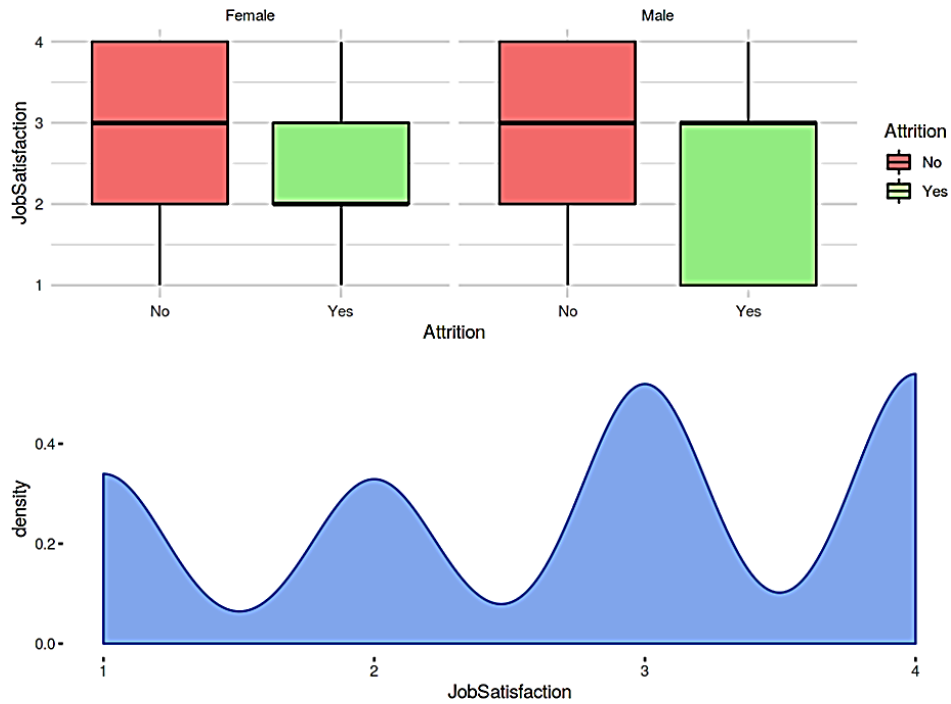 Female
Male
4
3
2
1
JobSatisfaction
No
Yes
No
Yes
Attrition
Attrition
No
Yes
0.4
0.2
0.0
density
1
2
3
4
JobSatisfaction